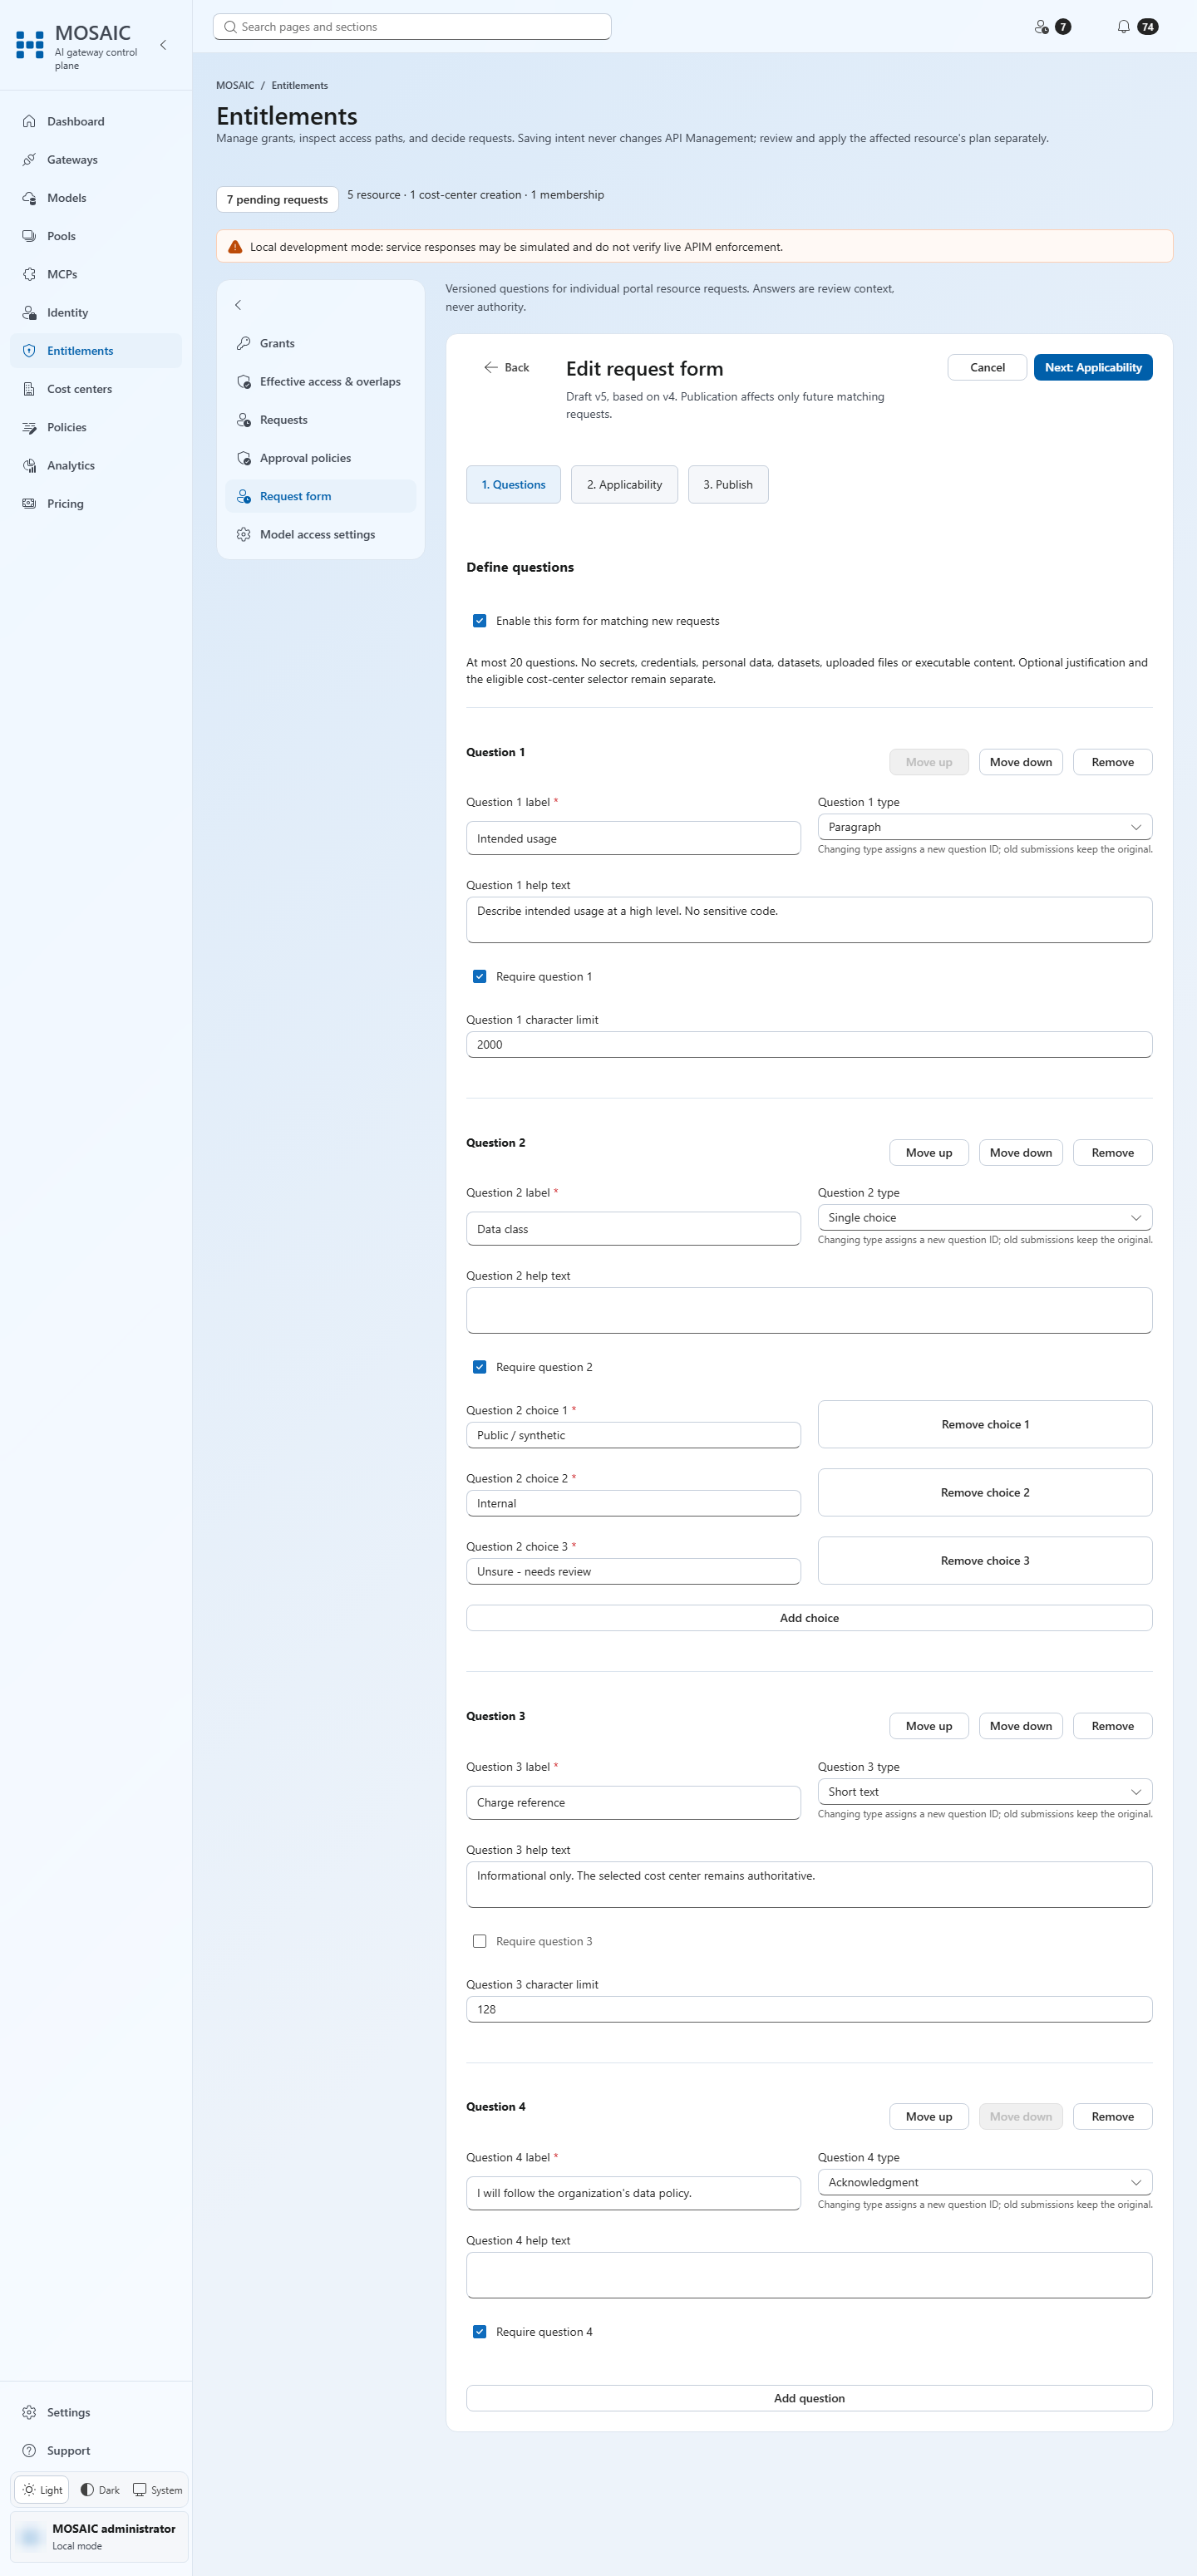 MOSAIC
AI gateway control
plane
Search pages and sections
7
74
Dashboard
Gateways
Models
Pools
MCPs
Identity
Entitlements
Cost centers
Policies
Analytics
Pricing
MOSAIC / Entitlements
Entitlements
Manage grants, inspect access paths, and decide requests. Saving intent never changes API Management; review and apply the affected resource's plan separately.
7 pending requests
5 resource · 1 cost-center creation · 1 membership
Local development mode: service responses may be simulated and do not verify live APIM enforcement.
Grants
Effective access & overlaps
Requests
Approval policies
Request form
Model access settings
Versioned questions for individual portal resource requests. Answers are review context,
never authority.
Back
Edit request form
Draft v5, based on v4. Publication affects only future matching
requests.
Cancel
Next: Applicability
1. Questions
2. Applicability
3. Publish
Define questions
Enable this form for matching new requests
At most 20 questions. No secrets, credentials, personal data, datasets, uploaded files or executable content. Optional justification and
the eligible cost-center selector remain separate.
Question 1
Move up
Move down
Remove
Question 1 label *
Intended usage
Question 1 type
Paragraph
Changing type assigns a new question ID; old submissions keep the original.
Question 1 help text
Describe intended usage at a high level. No sensitive code.
Require question 1
Question 1 character limit
2000
Question 2
Move up
Move down
Remove
Question 2 label *
Data class
Question 2 type
Single choice
Changing type assigns a new question ID; old submissions keep the original.
Question 2 help text
Require question 2
Question 2 choice 1 *
Public / synthetic
Remove choice 1
Question 2 choice 2 *
Internal
Remove choice 2
Question 2 choice 3 *
Unsure - needs review
Remove choice 3
Add choice
Question 3
Move up
Move down
Remove
Question 3 label *
Charge reference
Question 3 type
Short text
Changing type assigns a new question ID; old submissions keep the original.
Question 3 help text
Informational only. The selected cost center remains authoritative.
Require question 3
Question 3 character limit
128
Question 4
Move up
Move down
Remove
Question 4 label *
I will follow the organization's data policy.
Question 4 type
Acknowledgment
Changing type assigns a new question ID; old submissions keep the original.
Question 4 help text
Require question 4
Add question
Settings
Support
Light
Dark
System
MOSAIC administrator
Local mode